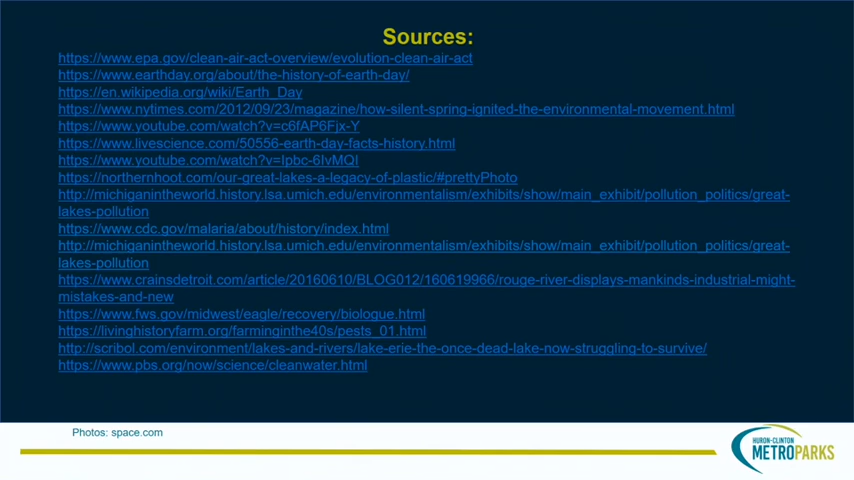 Sources:
https://www.epa.gov/clean-air-act-overview/evolution-clean-air-act
https://www.earthday.org/about/the-history-of-earth-day/
https://en.wikipedia.org/wiki/Earth_Day
https://www.nytimes.com/2012/09/23/magazine/how-silent-spring-ignited-the-environmental-movement.html
https://www.youtube.com/watch?v=c6fAP6Fjx-Y
https://www.livescience.com/50556-earth-day-facts-history.html
https://www.youtube.com/watch?v=Ipbc-6IvMQI
https://northernhoot.com/our-great-lakes-a-legacy-of-plastic/#prettyPhoto
http://michiganintheworld.history.lsa.umich.edu/environmentalism/exhibits/show/main_exhibit/pollution_politics/great-
lakes-pollution
https://www.cdc.gov/malaria/about/history/index.html
http://michiganintheworld.history.lsa.umich.edu/environmentalism/exhibits/show/main_exhibit/pollution_politics/great-
lakes-pollution
https://www.crainsdetroit.com/article/20160610/BLOG012/160619966/rouge-river-displays-mankinds-industrial-might-
mistakes-and-new
https://www.fws.gov/midwest/eagle/recovery/biologue.html
https://livinghistoryfarm.org/farminginthe40s/pests_01.html
http://scribol.com/environment/lakes-and-rivers/lake-erie-the-once-dead-lake-now-struggling-to-survive/
https://www.pbs.org/now/science/cleanwater.html
Photos: space.com
HURON-CLINTON
METROPARKS